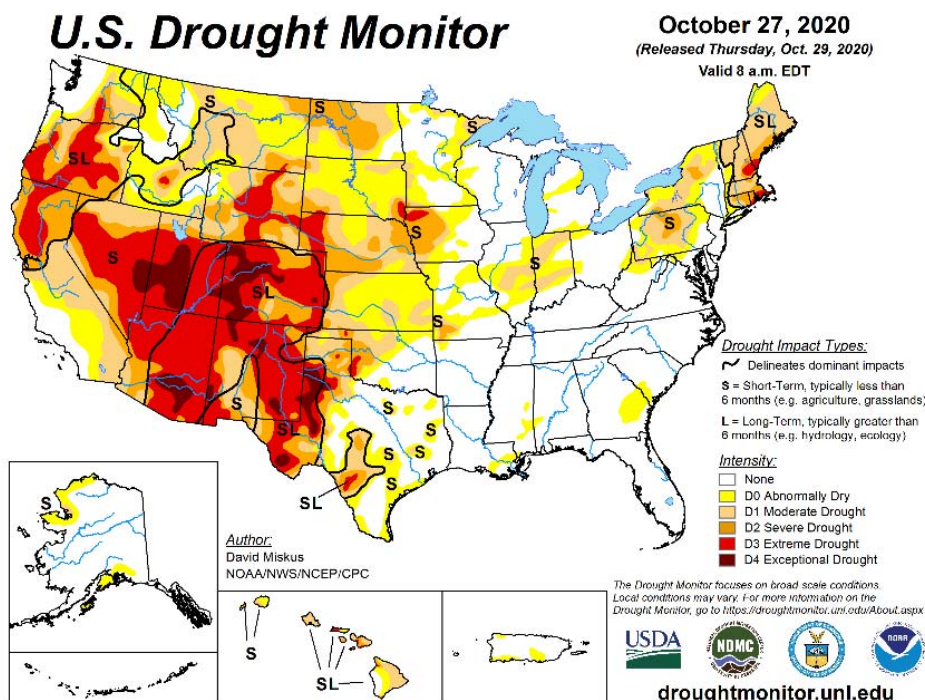 U.S. Drought Monitor
October 27, 2020
(Released Thursday, Oct. 29, 2020)
Valid 8 a.m. EDT
S
S
S
SL
SL
S
S
S
S
SL
S
S
SL
SL
S
Drought Impact Types:
Delineates dominant impacts
S = Short-Term, typically less than
6 months (e.g. agriculture, grasslands)
L = Long-Term, typically greater than
6 months (e.g. hydrology, ecology)
Intensity:
None
D0 Abnormally Dry
D1 Moderate Drought
D2 Severe Drought
D3 Extreme Drought
D4 Exceptional Drought
S
S
S
S
S
SL
Author:
David Miskus
NOAA/NWS/NCEP/CPC
S
SL
The Drought Monitor focuses on broad scale conditions.
Local conditions may vary. For more information on the
Drought Monitor, go to https://droughtmonitor.unl.edu/About.aspx
USDA
NDMC
NOAA
droughtmonitor.unl.edu